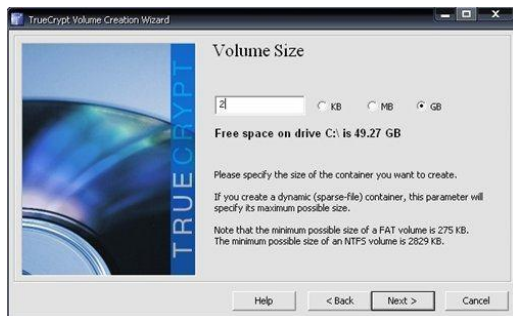 TrueCrypt Volume Creation Wizard
TRUECRYPT
Volume Size
2
KB
MB
GB
Free space on drive C:\ is 49.27 GB
Please specify the size of the container you want to create.
If you create a dynamic (sparse-file) container, this parameter will
specify its maximum possible size.
Note that the minimum possible size of a FAT volume is 275 KB.
The minimum possible size of an NTFS volume is 2829 KB.
Help
< Back
Next >
Cancel